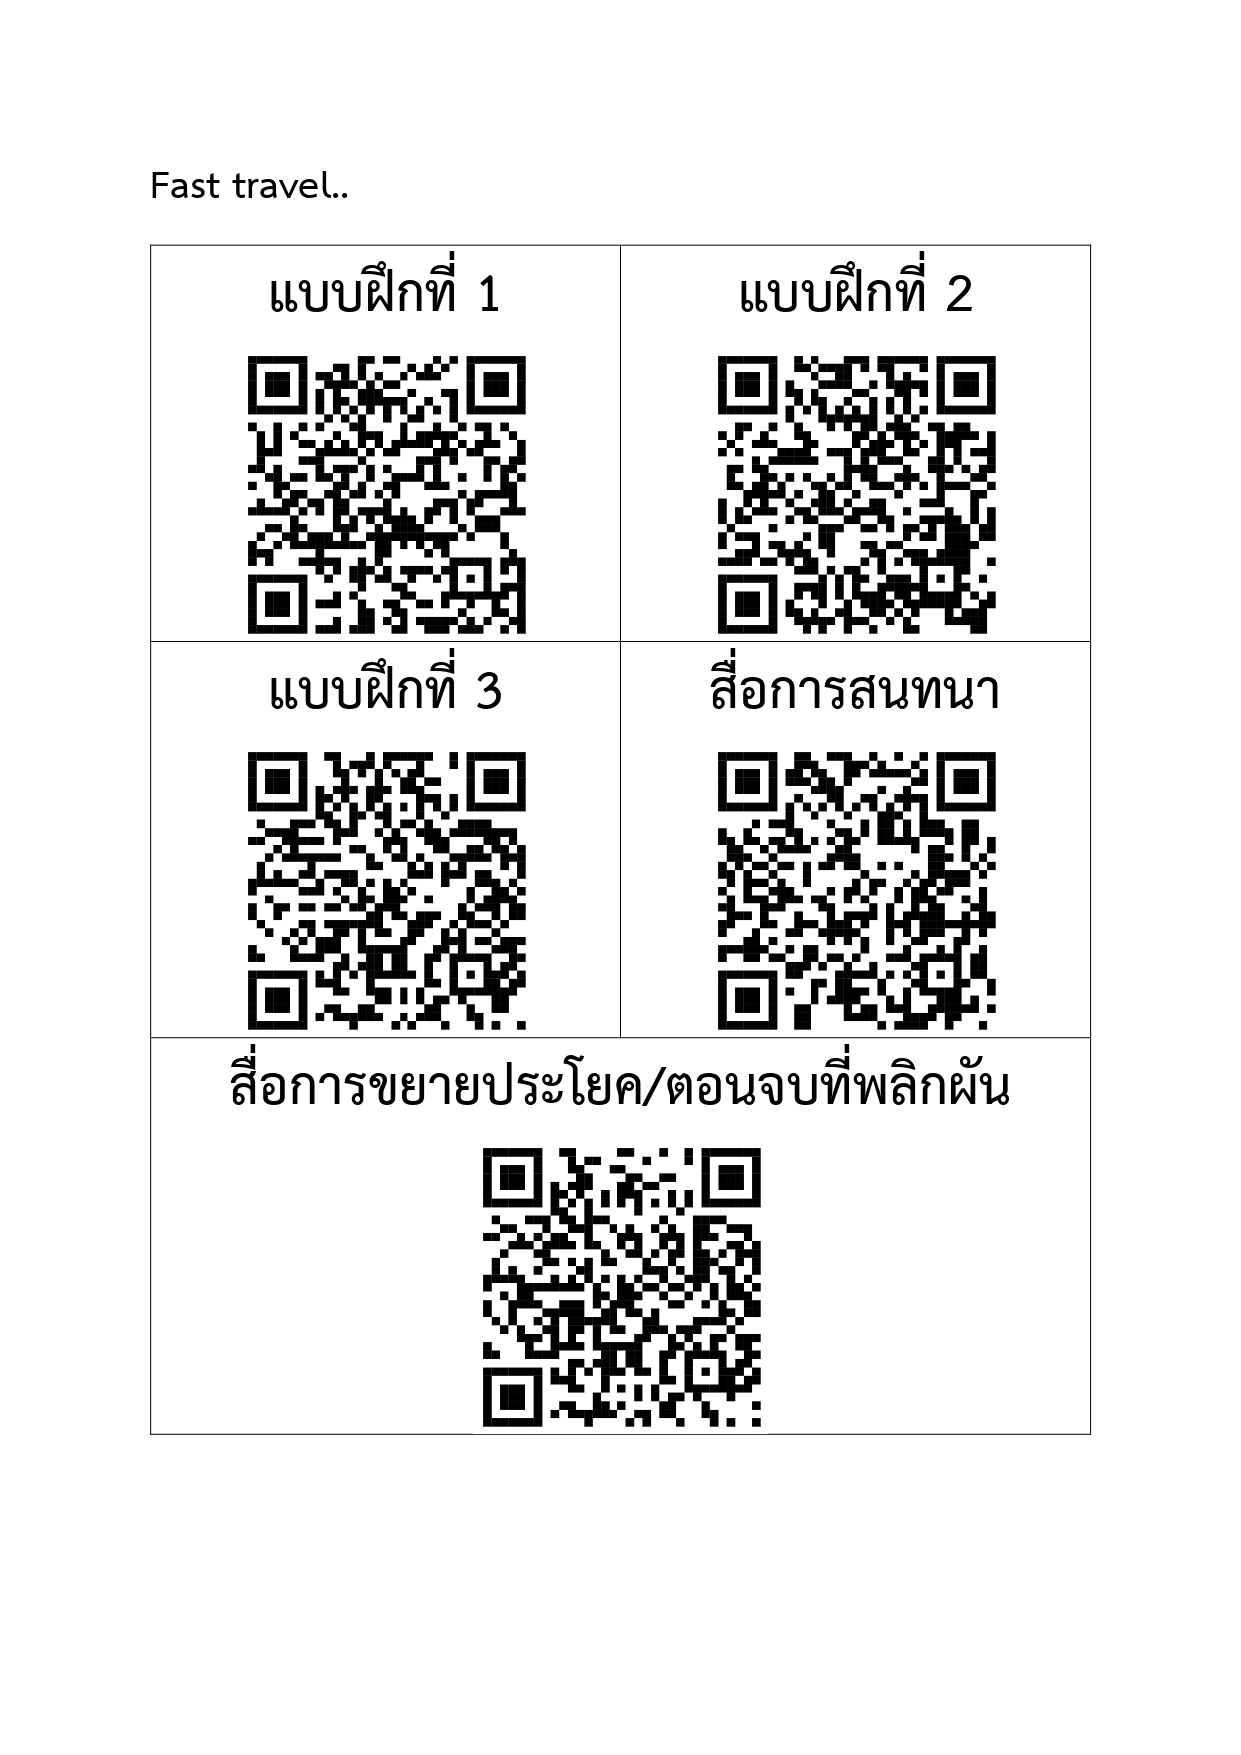 Fast travel..
แบบฝึกที่ 1
แบบฝึกที่ 2
แบบฝึกที่ 3
สื่อการสนทนา
สื่อการขยายประโยค/ตอนจบที่พลิกผัน